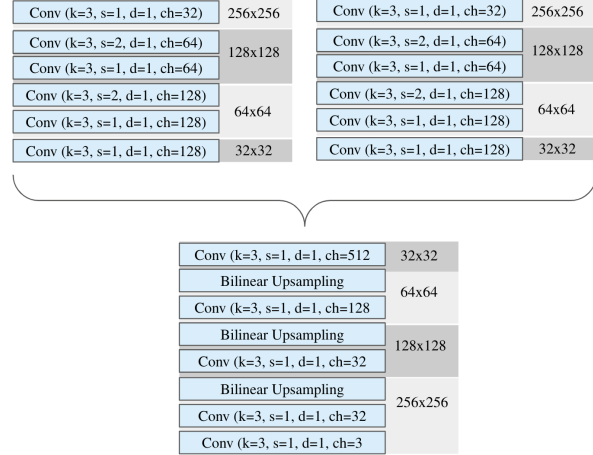 Conv (k=3, s=1, d=1, ch=32) 256x256
Conv (k=3, s=2, d=1, ch=64)
128x128
Conv (k=3, s=1, d=1, ch=64)
Conv (k=3, s=2, d=1, ch=128)
64x64
Conv (k=3, s=1, d=1, ch=128)
Conv (k=3, s=1, d=1, ch=128) 32x32
Conv (k=3, s=1, d=1, ch=32) 256x256
Conv (k=3, s=2, d=1, ch=64)
128x128
Conv (k=3, s=1, d=1, ch=64)
Conv (k=3, s=2, d=1, ch=128)
64x64
Conv (k=3, s=1, d=1, ch=128)
Conv (k=3, s=1, d=1, ch=128) 32x32
Conv (k=3, s=1, d=1, ch=512 32x32
Bilinear Upsampling
64x64
Conv (k=3, s=1, d=1, ch=128
Bilinear Upsampling
128x128
Conv (k=3, s=1, d=1, ch=32
Bilinear Upsampling
256x256
Conv (k=3, s=1, d=1, ch=32
Conv (k=3, s=1, d=1, ch=3